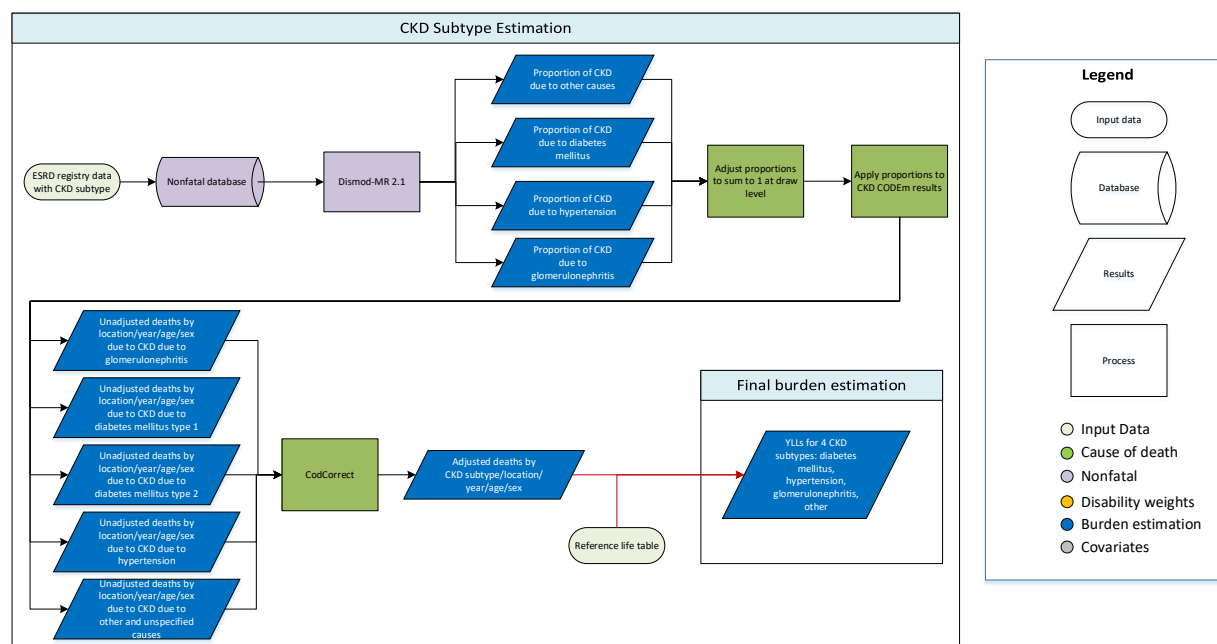 CKD Subtype Estimation
Proportion of CKD
due to other causes
Proportion of CKD
due to diabetes
mellitus
Proportion of CKD
due to hypertension
Proportion of CKD
due to
glomerulonephritis
ESRD registry data
with CKD subtype
Nonfatal database
Dismod-MR 2.1
Adjust proportions
to sum to 1 at draw
level
Apply proportions to
CKD CODEm results
Unadjusted deaths by
location/year/age/sex
due to CKD due to
glomerulonephritis
Unadjusted deaths by
location/year/age/sex
due to CKD due to
diabetes mellitus type 1
Unadjusted deaths by
location/year/age/sex
due to CKD due to
diabetes mellitus type 2
Unadjusted deaths by
location/year/age/sex
due to CKD due to
hypertension
Unadjusted deaths by
location/year/age/sex
due to CKD due to
other and unspecified
causes
CodCorrect
Adjusted deaths by
CKD subtype/location/
year/age/sex
Reference life table
Final burden estimation
YLLs for 4 CKD
subtypes: diabetes
mellitus,
hypertension,
glomerulonephritis,
other
Legend
Input data
Database
Results
Process
Input Data
Cause of death
Nonfatal
Disability weights
Burden estimation
Covariates